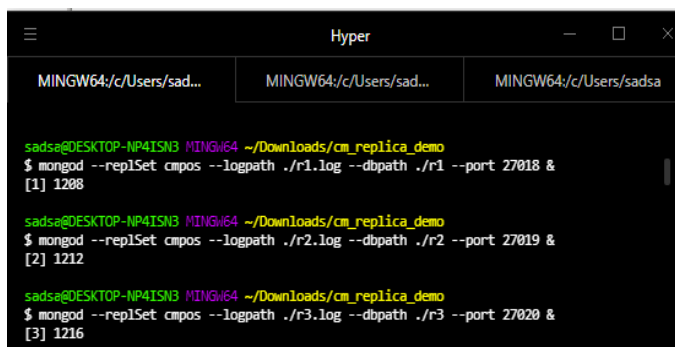 Hyper
MINGW64:/c/Users/sad... MINGW64:/c/Users/sad... MINGW64:/c/Users/sadsa
sadsa@DESKTOP-NP4ISN3 MINGW64 ~/Downloads/cm_replica_demo
$ mongod --replSet cmpos --logpath ./r1.log --dbpath ./r1 --port 27018 &
[1] 1208
sadsa@DESKTOP-NP4ISN3 MINGW64 ~/Downloads/cm_replica_demo
$ mongod --replSet cmpos --logpath ./r2.log --dbpath ./r2 --port 27019 &
[2] 1212
sadsa@DESKTOP-NP4ISN3 MINGW64 ~/Downloads/cm_replica_demo
$ mongod --replSet cmpos --logpath ./r3.log --dbpath ./r3 --port 27020 &
[3] 1216